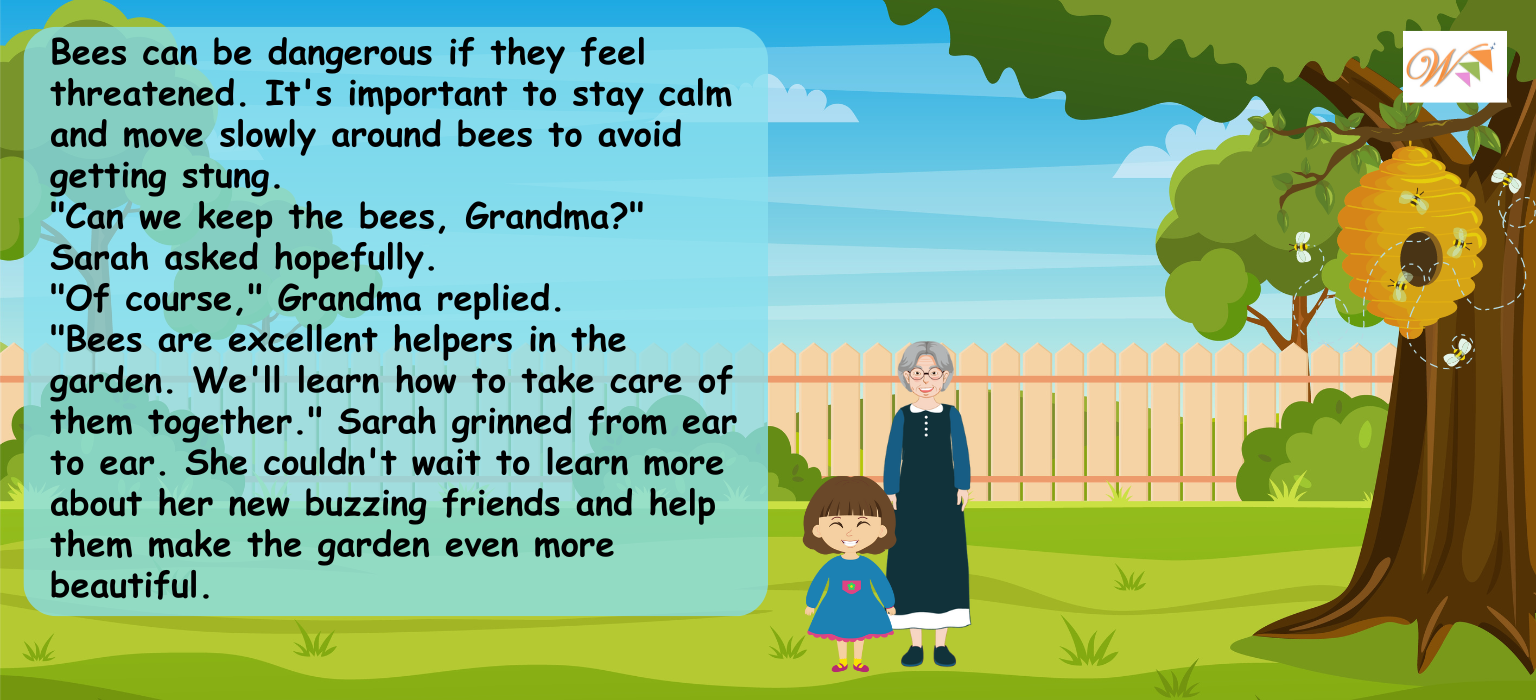 Bees can be dangerous if they feel
threatened. It's important to stay calm
and move slowly around bees to avoid
getting stung.
"Can we keep the bees, Grandma?"
Sarah asked hopefully.
"Of course," Grandma replied.
"Bees are excellent helpers in the
garden. We'll learn how to take care of
them together." Sarah grinned from ear
to ear. She couldn't wait to learn more
about her new buzzing friends and help
them make the garden even more
beautiful.
W